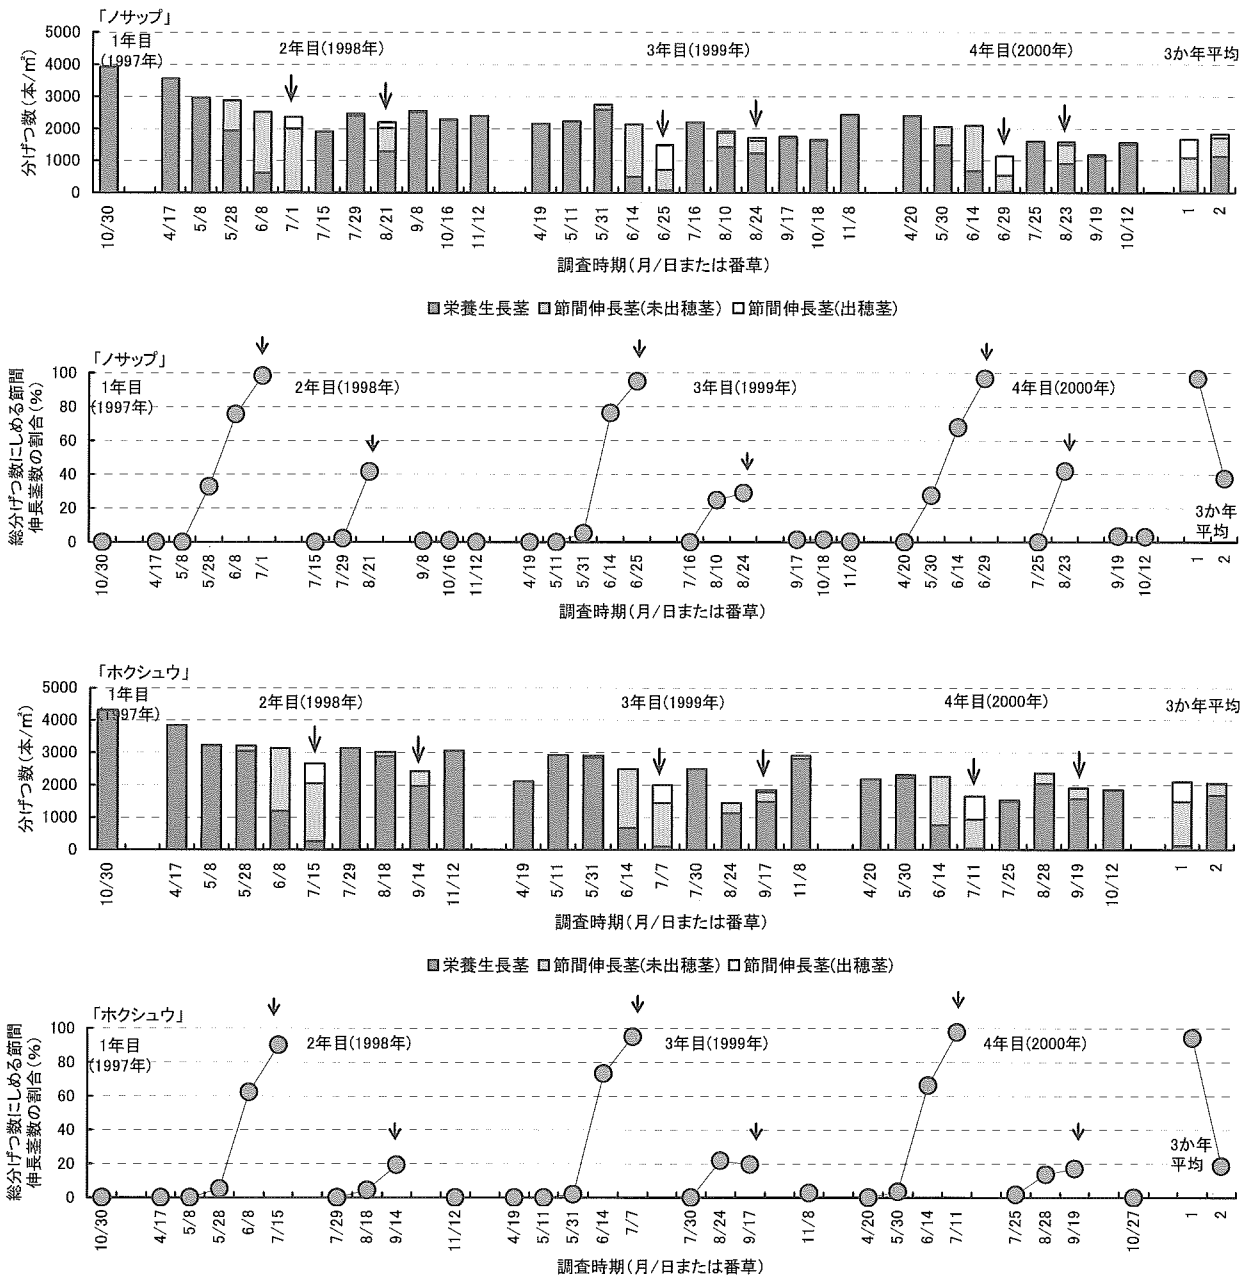 「ノサップ」
1年目
(1997年)
2年目(1998年)
3年目(1999年)
4年目(2000年)
3か年平均
分げつ数(本/㎡)
5000
4000
3000
2000
1000
0
10/30 4/17 5/8 5/28 6/8 7/1 7/15 7/29 8/21 9/8 10/16 11/12 4/19 5/11 5/31 6/14 6/25 7/16 8/10 8/24 9/17 10/18 11/8 4/20 5/30 6/14 6/29 7/25 8/23 9/19 10/12 1 2
調査時期(月/日または番草)
栄養生長茎 節間伸長茎(未出穂茎) 節間伸長茎(出穂茎)
「ノサップ」
1年目
(1997年)
2年目(1998年)
3年目(1999年)
4年目(2000年)
3か年
平均
総分げつ数にしめる節間
伸長茎数の割合(%)
100
80
60
40
20
0
10/30 4/17 5/8 5/28 6/8 7/1 7/15 7/29 8/21 9/8 10/16 11/12 4/19 5/11 5/31 6/14 6/25 7/16 8/10 8/24 9/17 10/18 11/8 4/20 5/30 6/14 6/29 7/25 8/23 9/19 10/12 1 2
調査時期(月/日または番草)
「ホクシュウ」
1年目
(1997年)
2年目(1998年)
3年目(1999年)
4年目(2000年)
3か年平均
分げつ数(本/㎡)
5000
4000
3000
2000
1000
0
10/30 4/17 5/8 5/28 6/8 7/15 7/29 8/18 9/14 11/12 4/19 5/11 5/31 6/14 7/7 7/30 8/24 9/17 11/8 4/20 5/30 6/14 7/11 7/25 8/28 9/19 10/12 1 2
調査時期(月/日または番草)
栄養生長茎 節間伸長茎(未出穂茎) 節間伸長茎(出穂茎)
「ホクシュウ」
1年目
(1997年)
2年目(1998年)
3年目(1999年)
4年目(2000年)
3か年
平均
総分げつ数にしめる節間
伸長茎数の割合(%)
100
80
60
40
20
0
10/30 4/17 5/8 5/28 6/8 7/15 7/29 8/18 9/14 11/12 4/19 5/11 5/31 6/14 7/7 7/30 8/24 9/17 11/8 4/20 5/30 6/14 7/11 7/25 8/28 9/19 10/27 1 2
調査時期(月/日または番草)